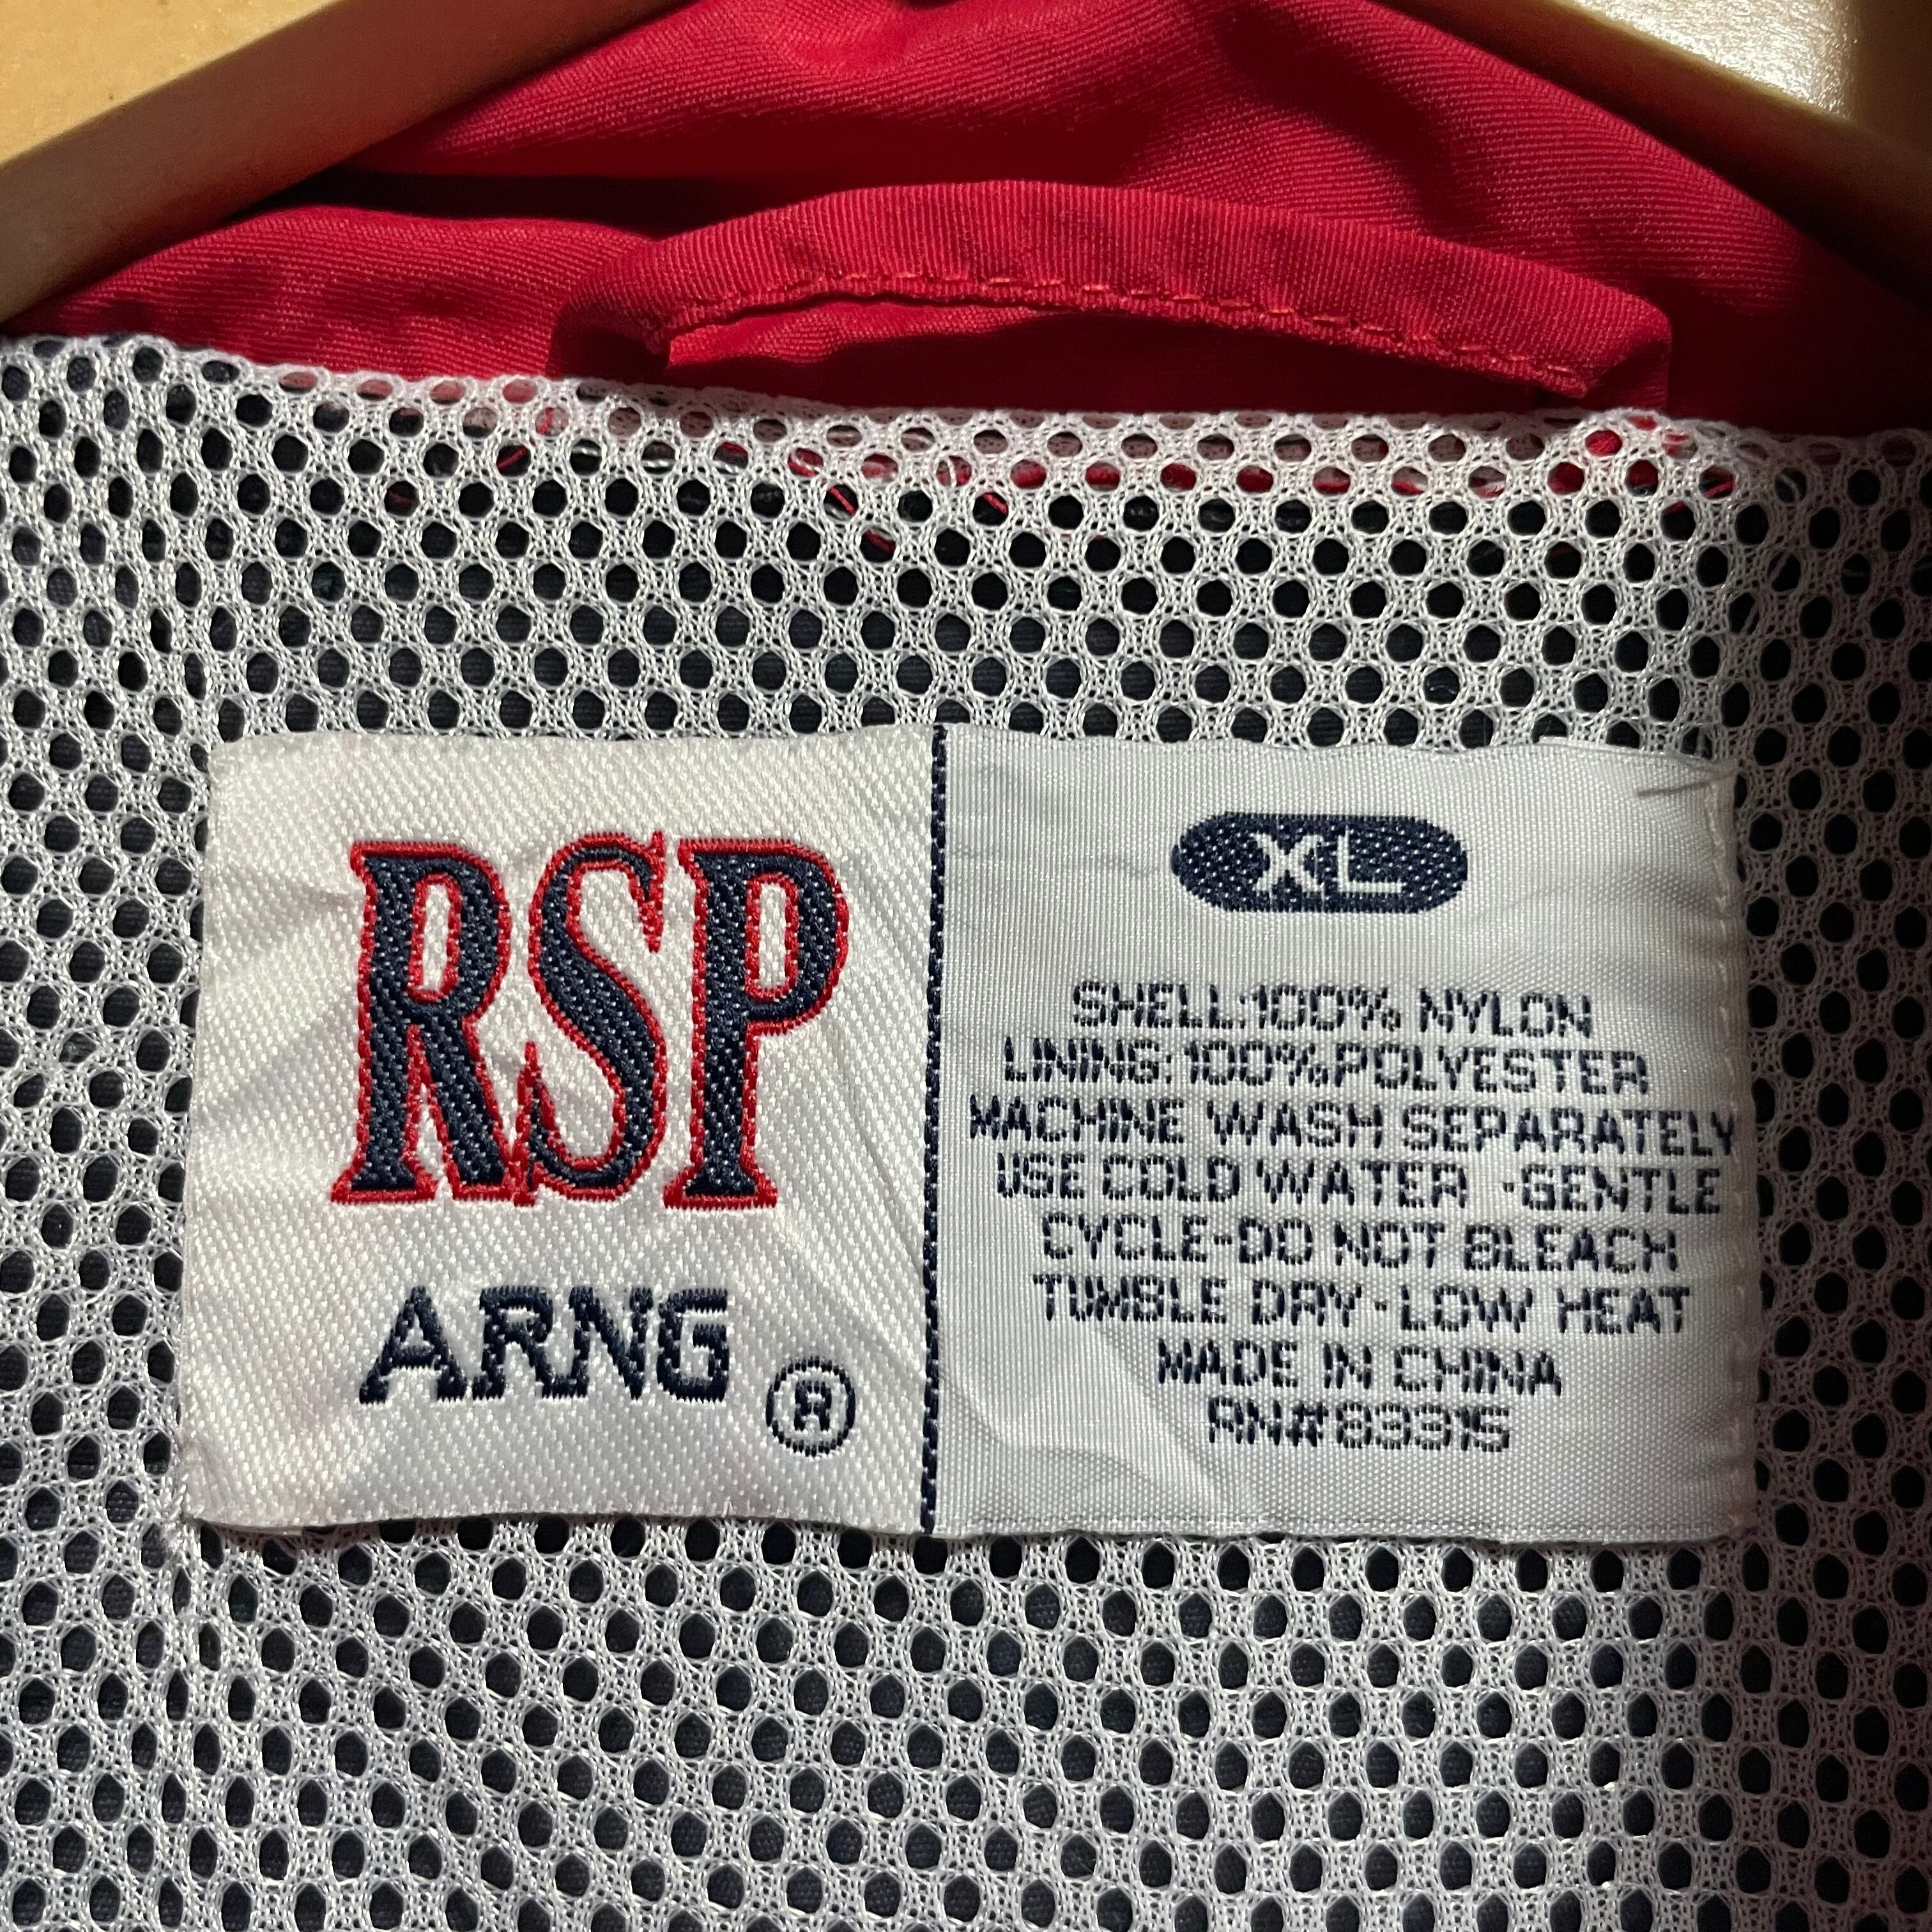 RSP
ARNG
®
XL
SHELL:100% NYLON
LINING:100%POLYESTER
MACHINE WASH SEPARATELY
USE COLD WATER ·GENTLE
CYCLE-DO NOT BLEACH
TUMBLE DRY·LOW HEAT
MADE IN CHINA
RN#83315